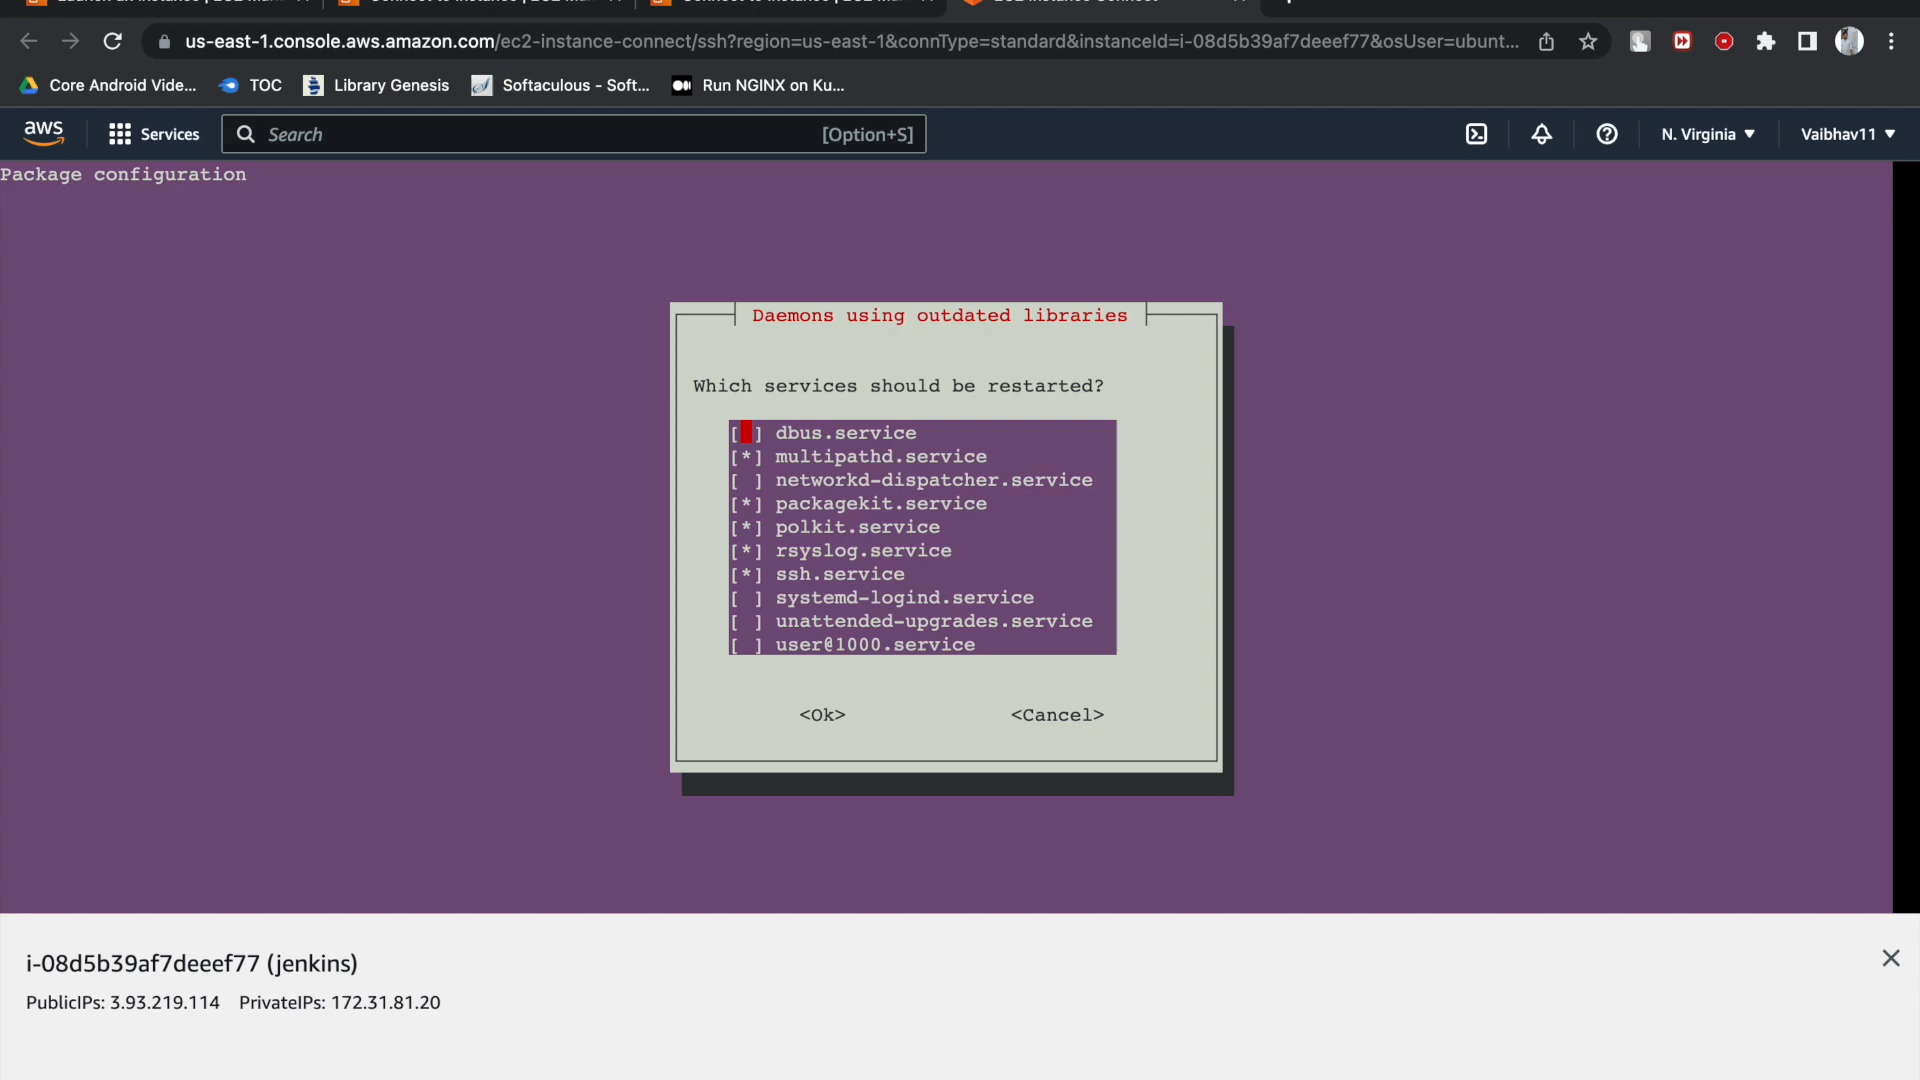 us-east-1.console.aws.amazon.com/ec2-instance-connect/ssh?region=us-east-1&connType=standard&instanceId=i-08d5b39af7deeef77&osUser=ubunt...
Core Android Vide... TOC Library Genesis Softaculous - Soft... Run NGINX on Ku...
aws Services Search [Option+S] N. Virginia Vaibhav11
Package configuration
Daemons using outdated libraries
Which services should be restarted?
[ ] dbus.service
[*] multipathd.service
[ ] networkd-dispatcher.service
[*] packagekit.service
[*] polkit.service
[*] rsyslog.service
[*] ssh.service
[ ] systemd-logind.service
[ ] unattended-upgrades.service
[ ] user@1000.service
<Ok> <Cancel>
i-08d5b39af7deeef77 (jenkins)
PublicIPs: 3.93.219.114 PrivateIPs: 172.31.81.20